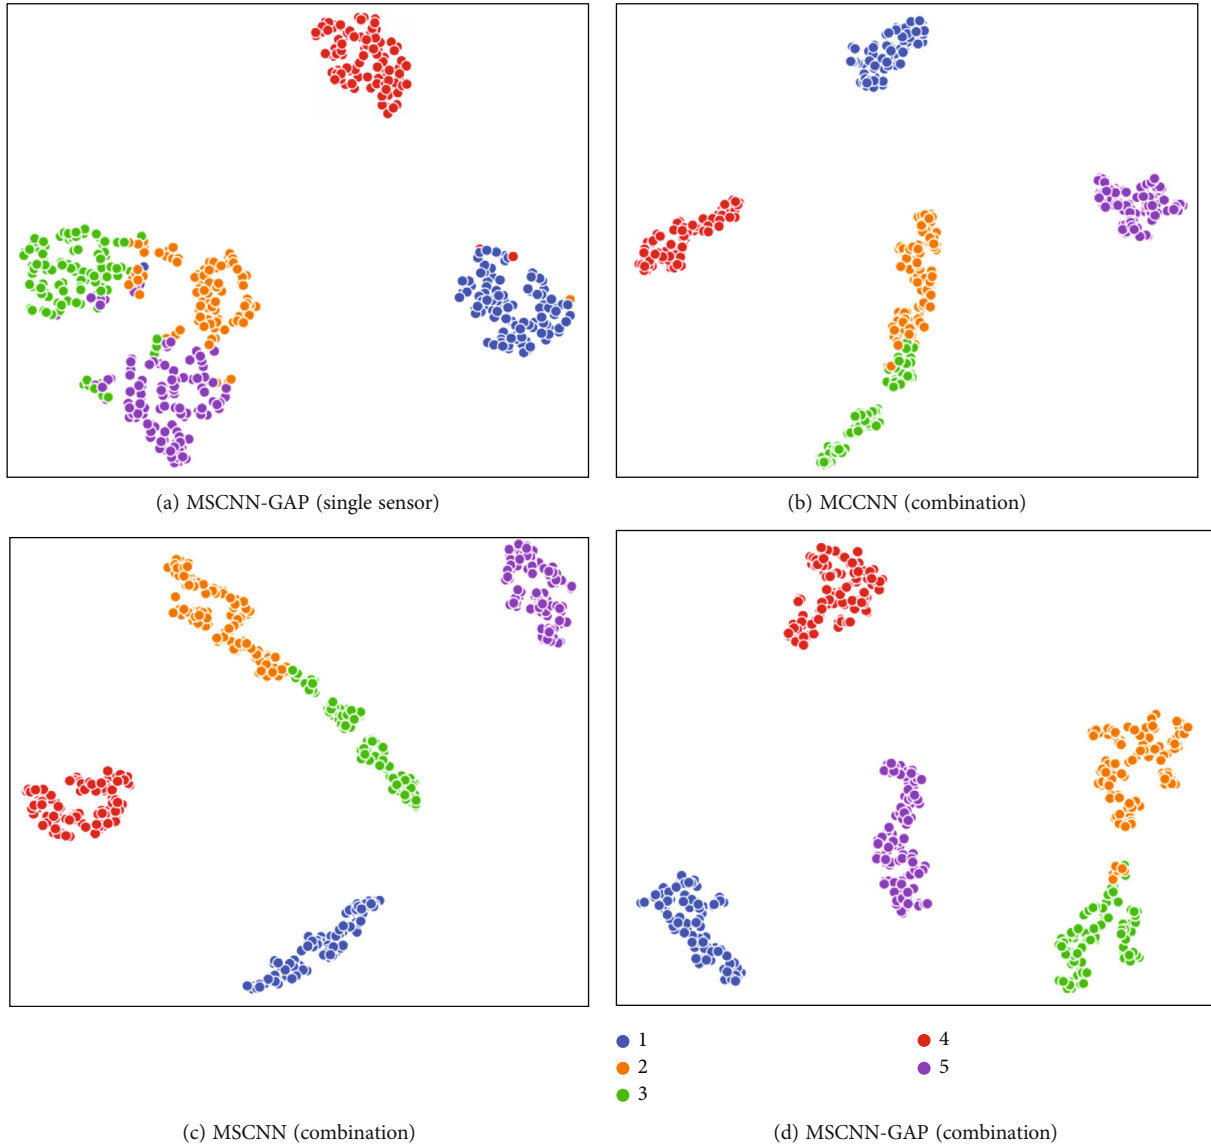 (a) MSCNN-GAP (single sensor)
(b) MCCNN (combination)
1
2
3
4
5
(c) MSCNN (combination)
(d) MSCNN-GAP (combination)